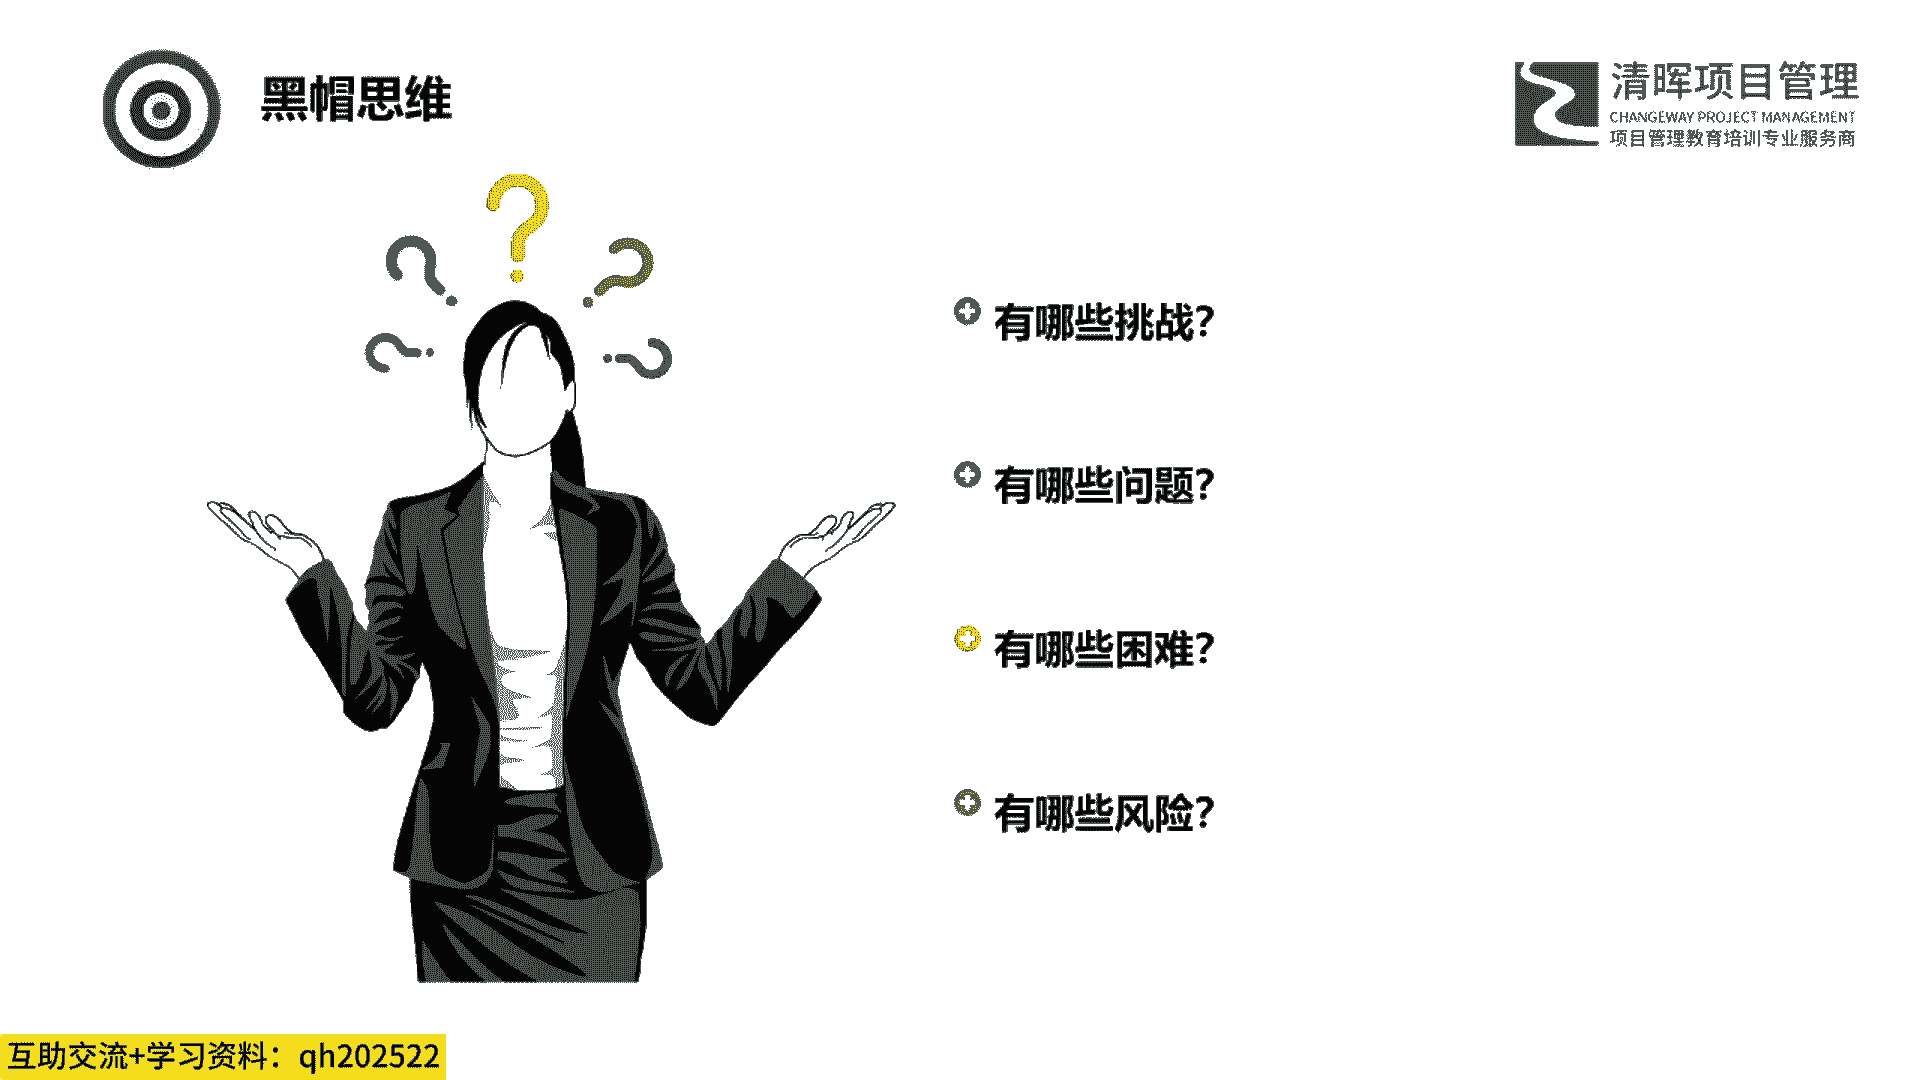 黑帽思维
清晖项目管理
CHANGEWAY PROJECT MANAGEMENT
项目管理教育培训专业服务商
有哪些挑战?
有哪些问题?
有哪些困难?
有哪些风险?
互助交流+学习资料：qh202522